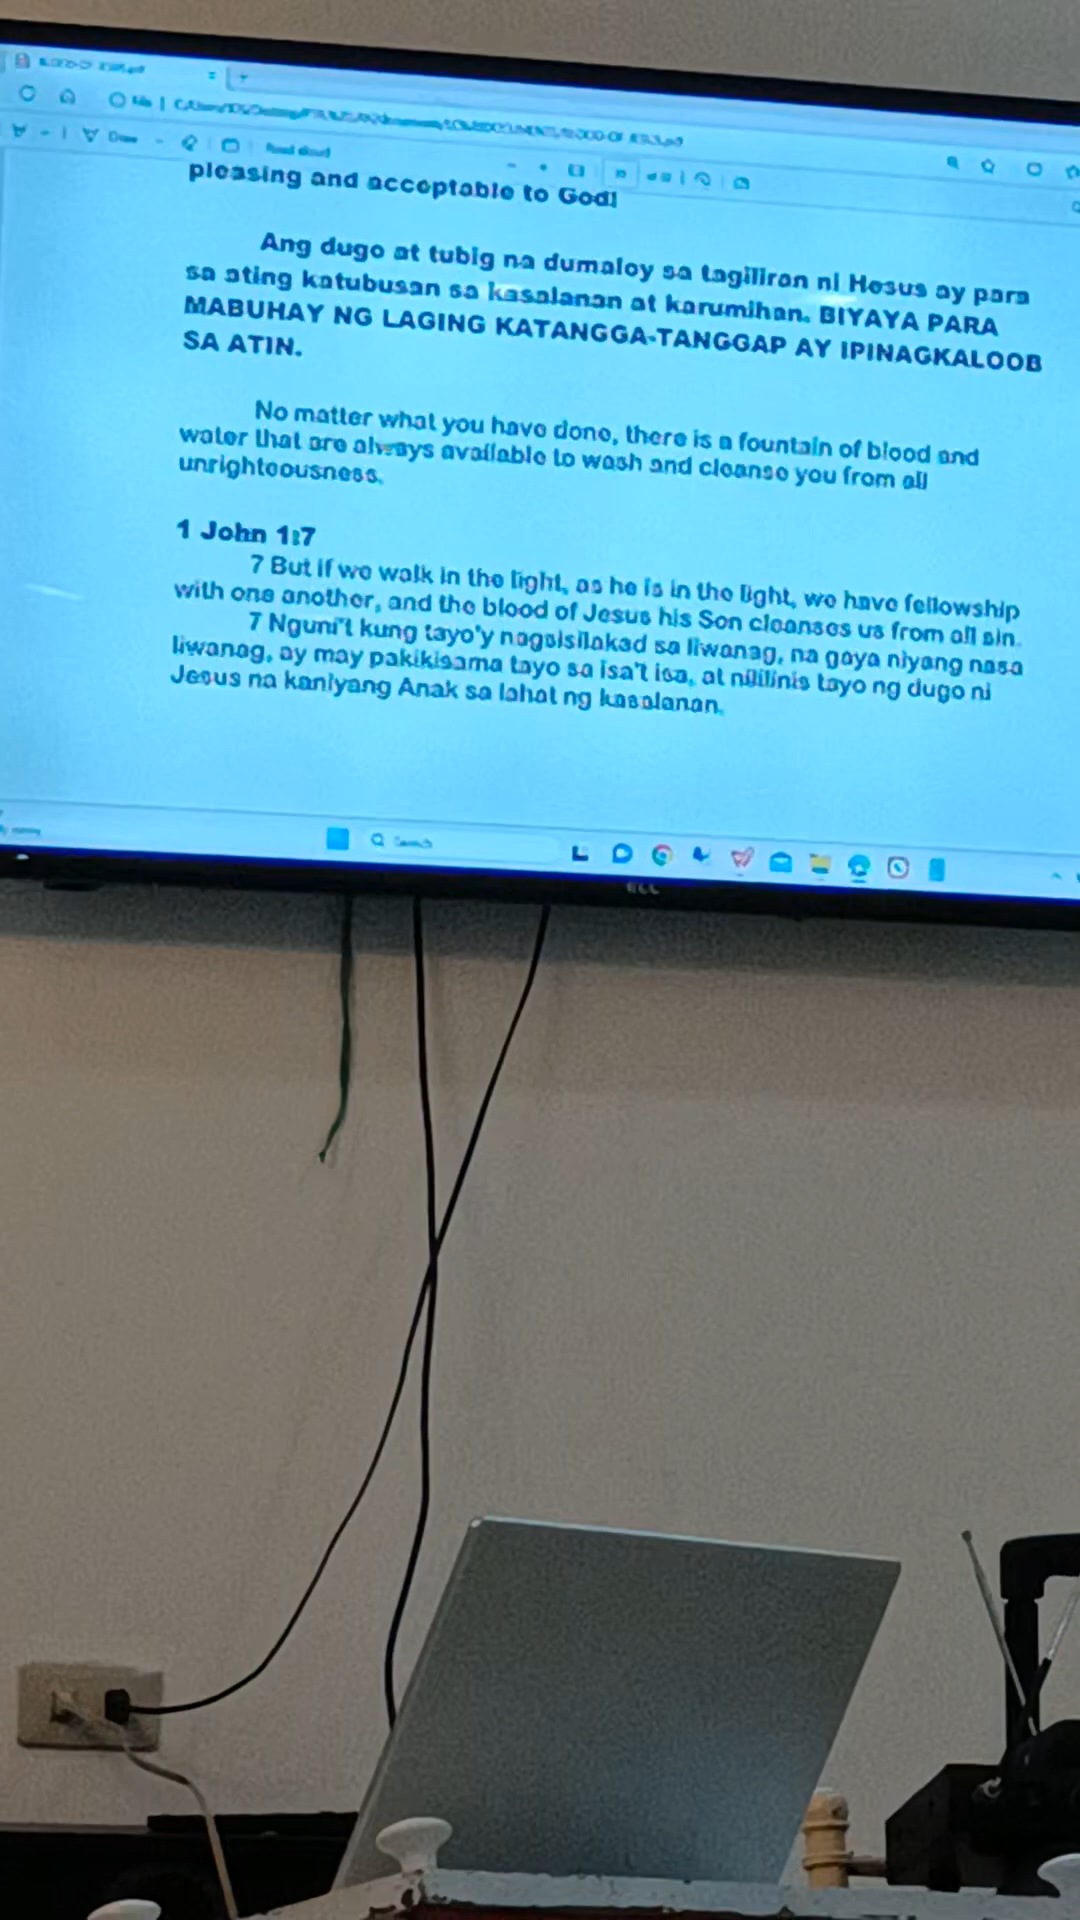 Draw
Read aloud
pleasing and acceptable to God!
Ang dugo at tubig na dumaloy sa tagiliran ni Hesus ay para
sa ating katubusan sa kasalanan at karumihan. BIYAYA PARA
MABUHAY NG LAGING KATANGGA-TANGGAP AY IPINAGKALOOB
SA ATIN.
No matter what you have done, there is a fountain of blood and
water that are always available to wash and cleanse you from all
unrighteousness.
1 John 1:7
7 But if we walk in the light, as he is in the light, we have fellowship
with one another, and the blood of Jesus his Son cleanses us from all sin.
7 Nguni't kung tayo'y nagsisilakad sa liwanag, na gaya niyang nasa
liwanag, ay may pakikisama tayo sa isa't isa, at nililinis tayo ng dugo ni
Jesus na kaniyang Anak sa lahat ng kasalanan.
Search